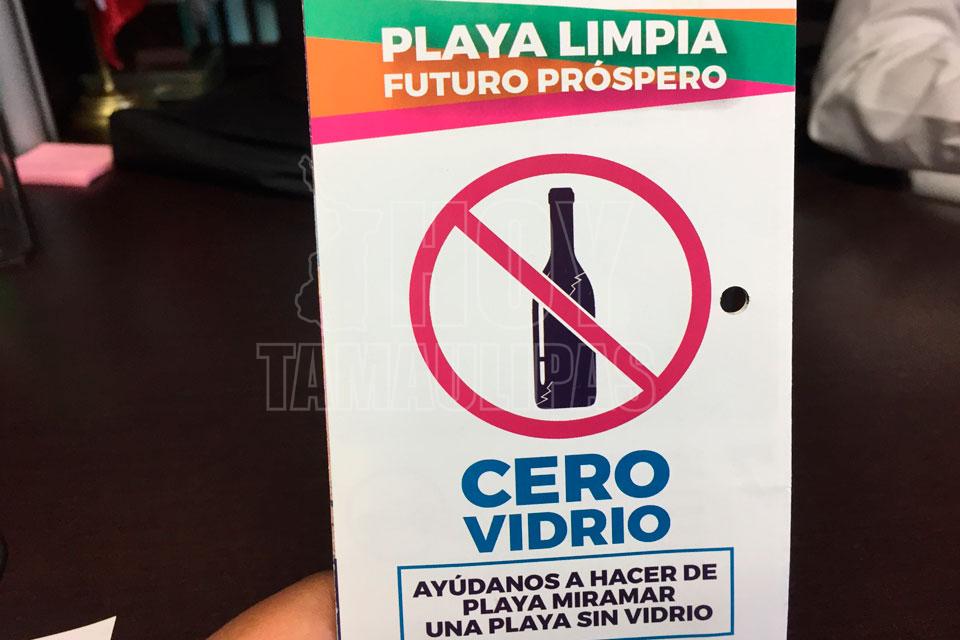 PLAYA LIMPIA
FUTURO PRÓSPERO
HOY
TAMAULIPAS
CERO
VIDRIO
AYÚDANOS A HACER DE
PLAYA MIRAMAR
UNA PLAYA SIN VIDRIO